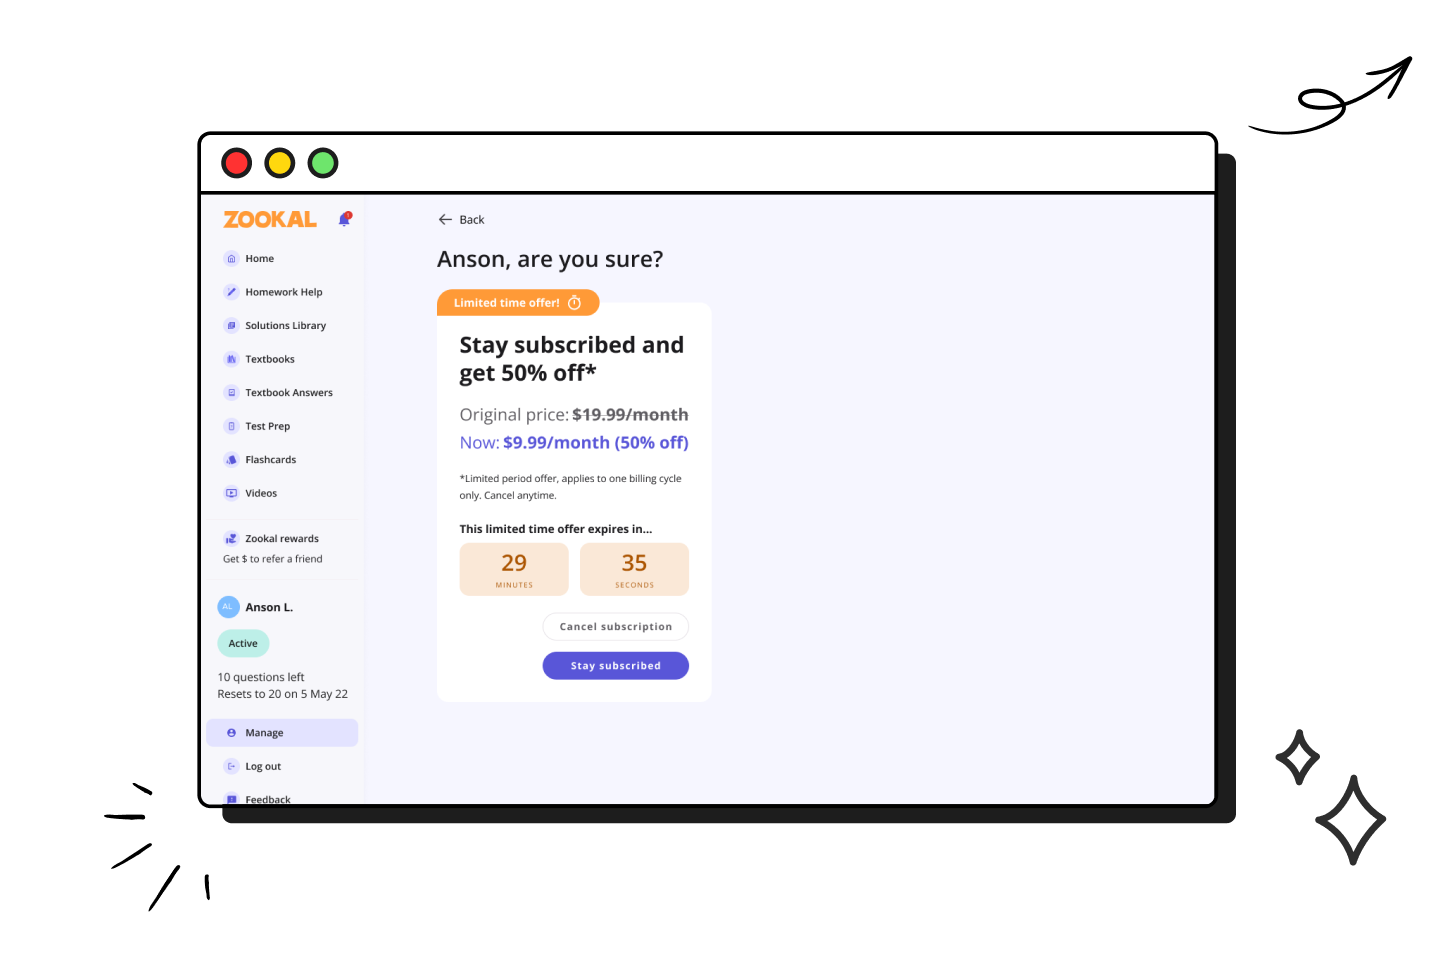 ZOOKAL
Home
Homework Help
Solutions Library
Textbooks
Textbook Answers
Test Prep
Flashcards
Videos
Zookal rewards
Get $ to refer a friend
AL
Anson L.
Active
10 questions left
Resets to 20 on 5 May 22
Manage
Log out
Feedback
Back
Anson, are you sure?
Limited time offer!
Stay subscribed and
get 50% off*
Original price: $19.99/month
Now: $9.99/month (50% off)
*Limited period offer, applies to one billing cycle
only. Cancel anytime.
This limited time offer expires in...
29 35
MINUTES SECONDS
Cancel subscription
Stay subscribed